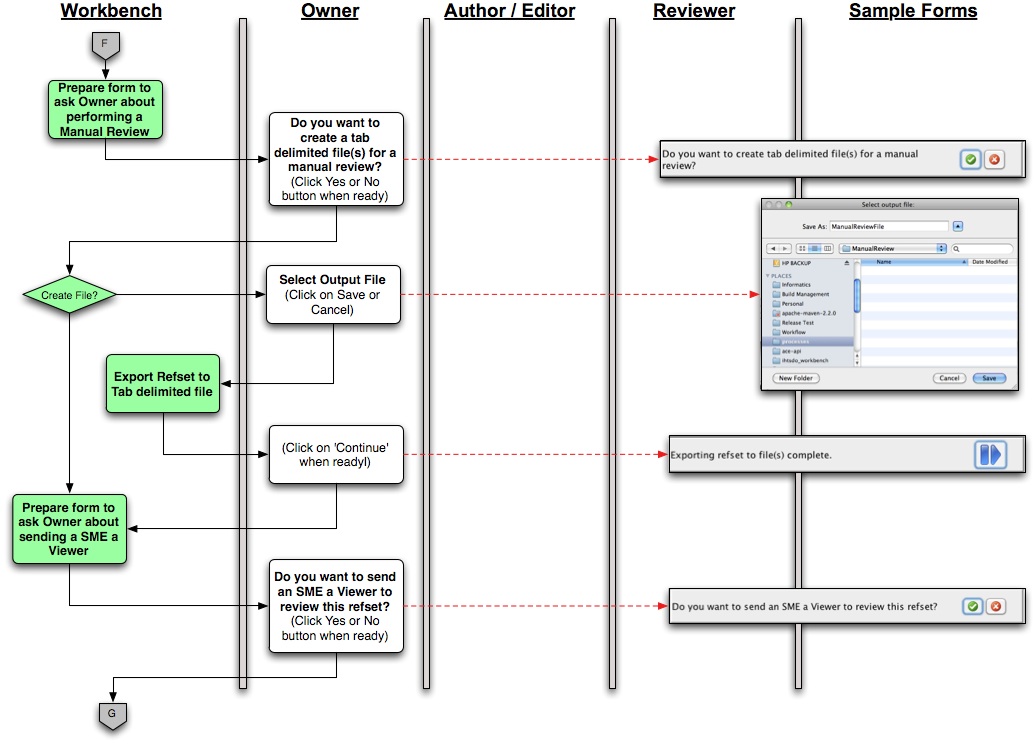 Workbench
Owner
Author / Editor
Reviewer
Sample Forms
F
Prepare form to
ask Owner about
performing a
Manual Review
Do you want to
create a tab
delimited file(s) for a
manual review?
(Click Yes or No
button when ready)
Do you want to create tab delimited file(s) for a manual
review?
Select output file:
Save As: ManualReviewFile
ManualReview
HP BACKUP
Name
Date Modified
PLACES
Informatics
Build Management
Personal
apache-maven-2.2.0
Release Test
Workflow
processes
ace-api
ihtsdo_workbench
New Folder
Cancel
Save
Create File?
Select Output File
(Click on Save or
Cancel)
Export Refset to
Tab delimited file
(Click on 'Continue'
when readyl)
Exporting refset to file(s) complete.
Prepare form to
ask Owner about
sending a SME a
Viewer
Do you want to send
an SME a Viewer to
review this refset?
(Click Yes or No
button when ready)
Do you want to send an SME a Viewer to review this refset?
G